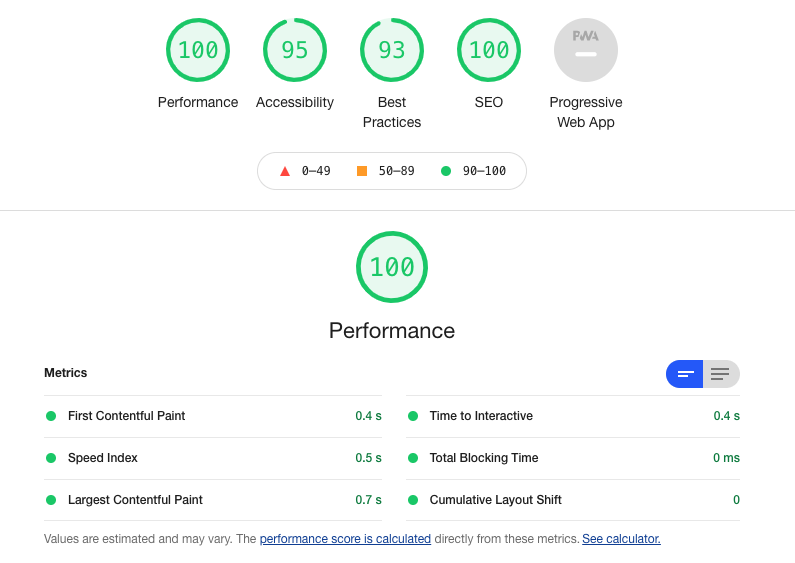 100 95 93 100 PWA
Performance Accessibility Best Practices SEO Progressive Web App
0–49 50–89 90–100
100
Performance
Metrics
First Contentful Paint 0.4 s
Time to Interactive 0.4 s
Speed Index 0.5 s
Total Blocking Time 0 ms
Largest Contentful Paint 0.7 s
Cumulative Layout Shift 0
Values are estimated and may vary. The performance score is calculated directly from these metrics. See calculator.